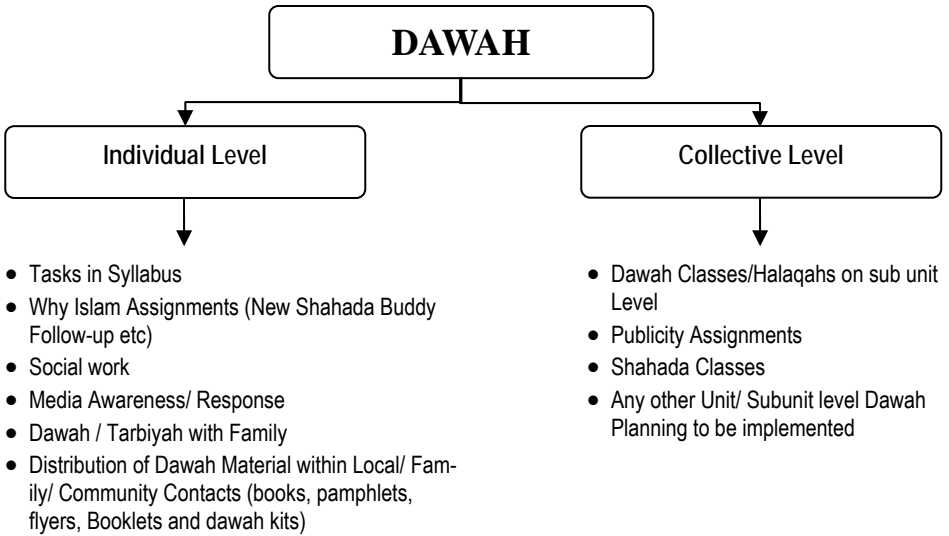 DAWAH
Individual Level
Collective Level
• Tasks in Syllabus
• Why Islam Assignments (New Shahada Buddy
Follow-up etc)
• Social work
• Media Awareness/ Response
• Dawah / Tarbiyah with Family
• Distribution of Dawah Material within Local/ Fam-
ily/ Community Contacts (books, pamphlets,
flyers, Booklets and dawah kits)
• Dawah Classes/Halaqahs on sub unit
Level
• Publicity Assignments
• Shahada Classes
• Any other Unit/ Subunit level Dawah
Planning to be implemented